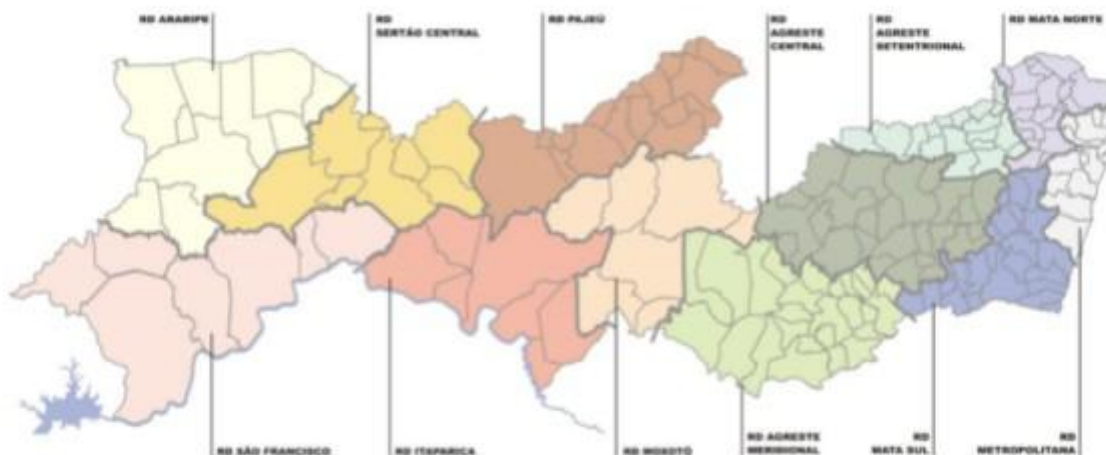 RD ARARIPE
RD
SERTÃO CENTRAL
RD PAJEÚ
RD
AGRESTE
CENTRAL
RD
AGRESTE
SETENTRIONAL
RD MATA NORTE
RD SÃO FRANCISCO
RD ITAPARICA
RD MOXOTÓ
RD AGRESTE
MERIDIONAL
RD
MATA SUL
RD
METROPOLITANA